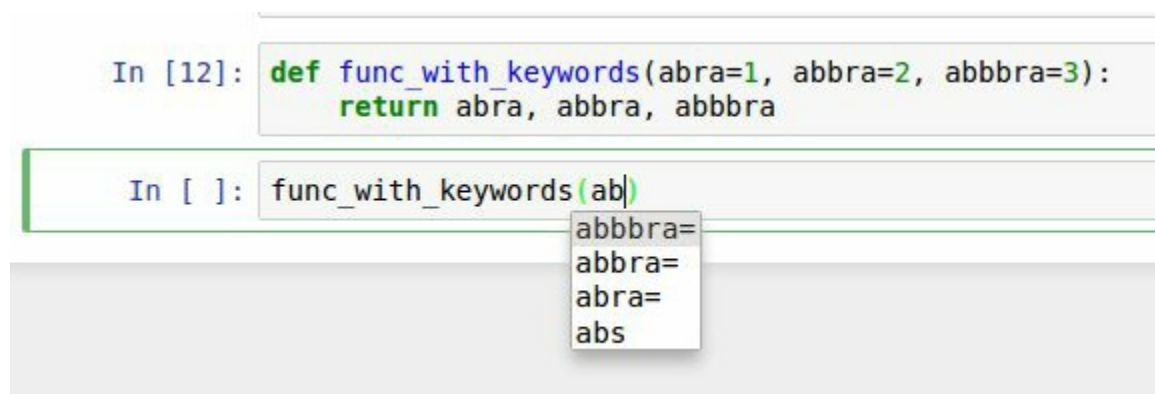 In [12]: def func_with_keywords(abra=1, abbra=2, abbbra=3):
return abra, abbra, abbbra
In [ ]: func_with_keywords(ab)
abbbra=
abbra=
abra=
abs